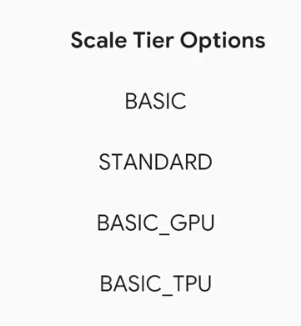 Scale Tier Options
BASIC
STANDARD
BASIC_GPU
BASIC_TPU